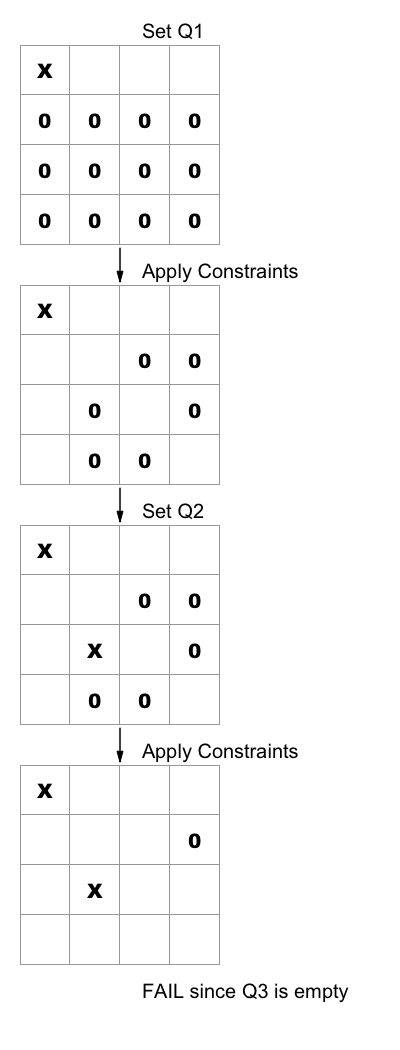 Set Q1
X
0 0 0 0
0 0 0 0
0 0 0 0
Apply Constraints
X
0 0
0 0
0 0
Set Q2
X
0 0
X 0
0 0
Apply Constraints
X
0
X
FAIL since Q3 is empty